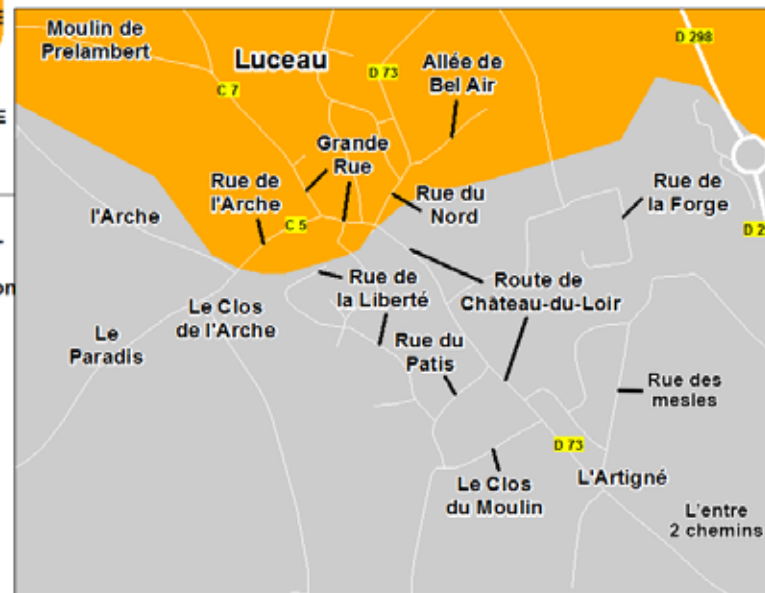 Moulin de
Prelambert
Luceau
D 298
D 73
Allée de
Bel Air
C 7
Grande
Rue
Rue de
l'Arche
Rue du
Nord
Rue de
la Forge
l'Arche
C 5
D 2
Rue de
la Liberté
Route de
Château-du-Loir
Le Clos
de l'Arche
Le
Paradis
Rue du
Patis
Rue des
mesles
D 73
Le Clos
du Moulin
L'Artigné
L'entre
2 chemins